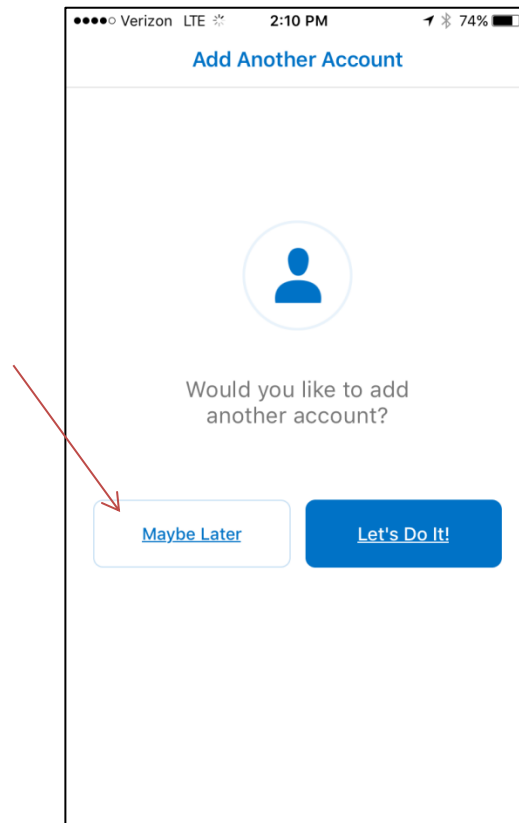 Verizon LTE 2:10 PM 74%
Add Another Account
Would you like to add
another account?
Maybe Later Let's Do It!